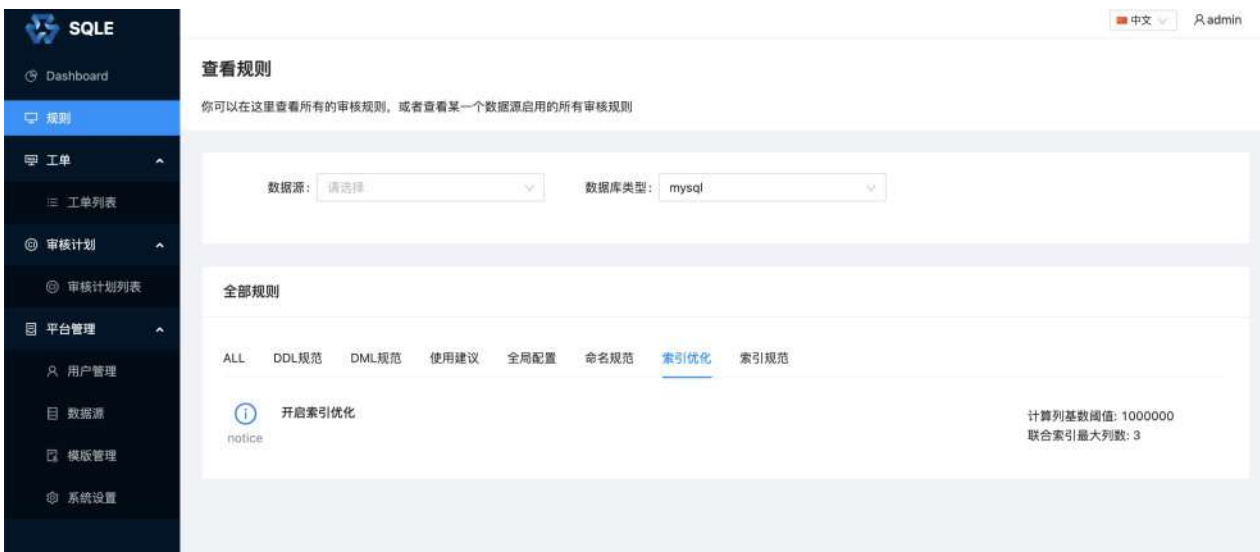 SQLE
中文
admin
Dashboard
规则
工单
工单列表
审核计划
审核计划列表
平台管理
用户管理
数据源
模版管理
系统设置
查看规则
你可以在这里查看所有的审核规则，或者查看某一个数据源启用的所有审核规则
数据源: 请选择 数据库类型: mysql
全部规则
ALL DDL规范 DML规范 使用建议 全局配置 命名规范 索引优化 索引规范
开启索引优化
notice
计算列基数阈值: 1000000
联合索引最大列数: 3